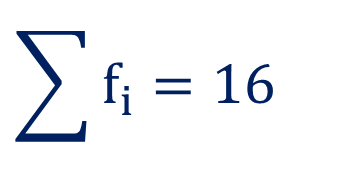 ∑ fᵢ = 16